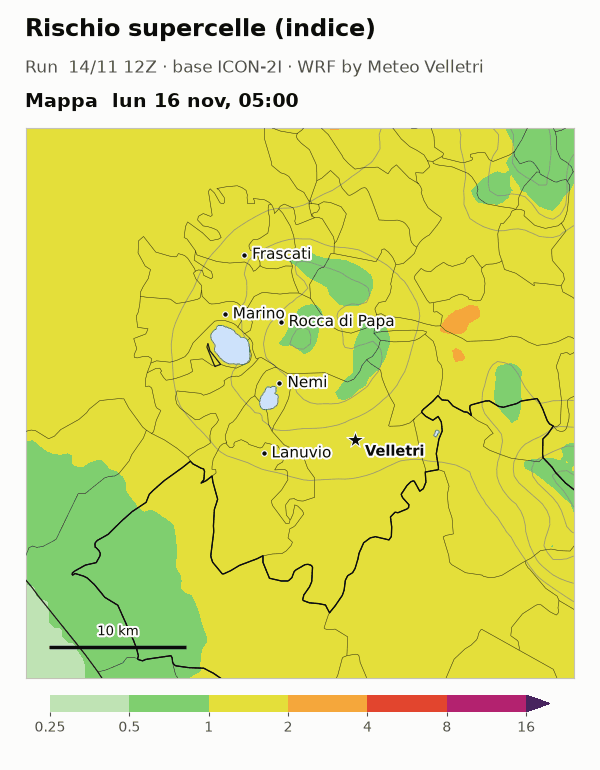 Rischio supercelle (indice)
Run  14/11 12Z · base ICON-2I · WRF by Meteo Velletri
Mappa  lun 16 nov, 05:00
Frascati
Marino
Rocca di Papa
Nemi
Velletri
Lanuvio
10 km
0.25 0.5 1 2 4 8 16